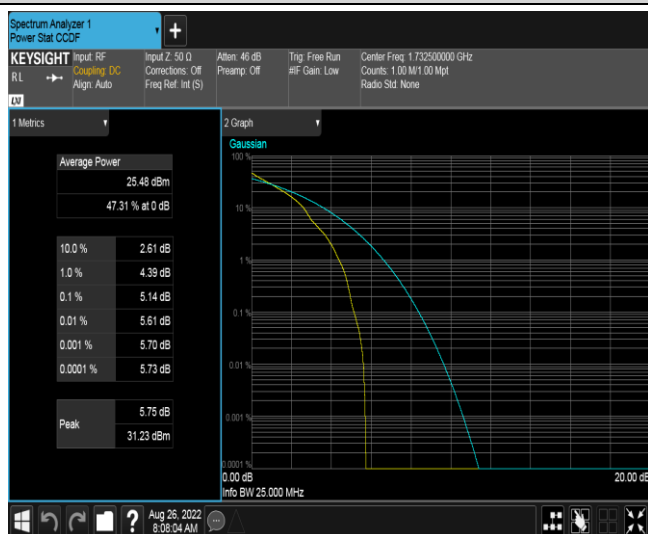 Spectrum Analyzer 1
Power Stat CCDF
+
KEYSIGHT
R L
LXI
Input: RF
Coupling: DC
Align: Auto
Input Z: 50 Ω
Corrections: Off
Freq Ref: Int (S)
Atten: 46 dB
Preamp: Off
Trig: Free Run
#IF Gain: Low
Center Freq: 1.732500000 GHz
Counts: 1.00 M/1.00 Mpt
Radio Std: None
1 Metrics
Average Power
25.48 dBm
47.31 % at 0 dB
10.0 % 2.61 dB
1.0 % 4.39 dB
0.1 % 5.14 dB
0.01 % 5.61 dB
0.001 % 5.70 dB
0.0001 % 5.73 dB
Peak
5.75 dB
31.23 dBm
2 Graph
Gaussian
100 %
10 %
1 %
0.1 %
0.01 %
0.001 %
0.0001 %
0.00 dB 20.00 dB
Info BW 25.000 MHz
?
Aug 26, 2022
8:08:04 AM